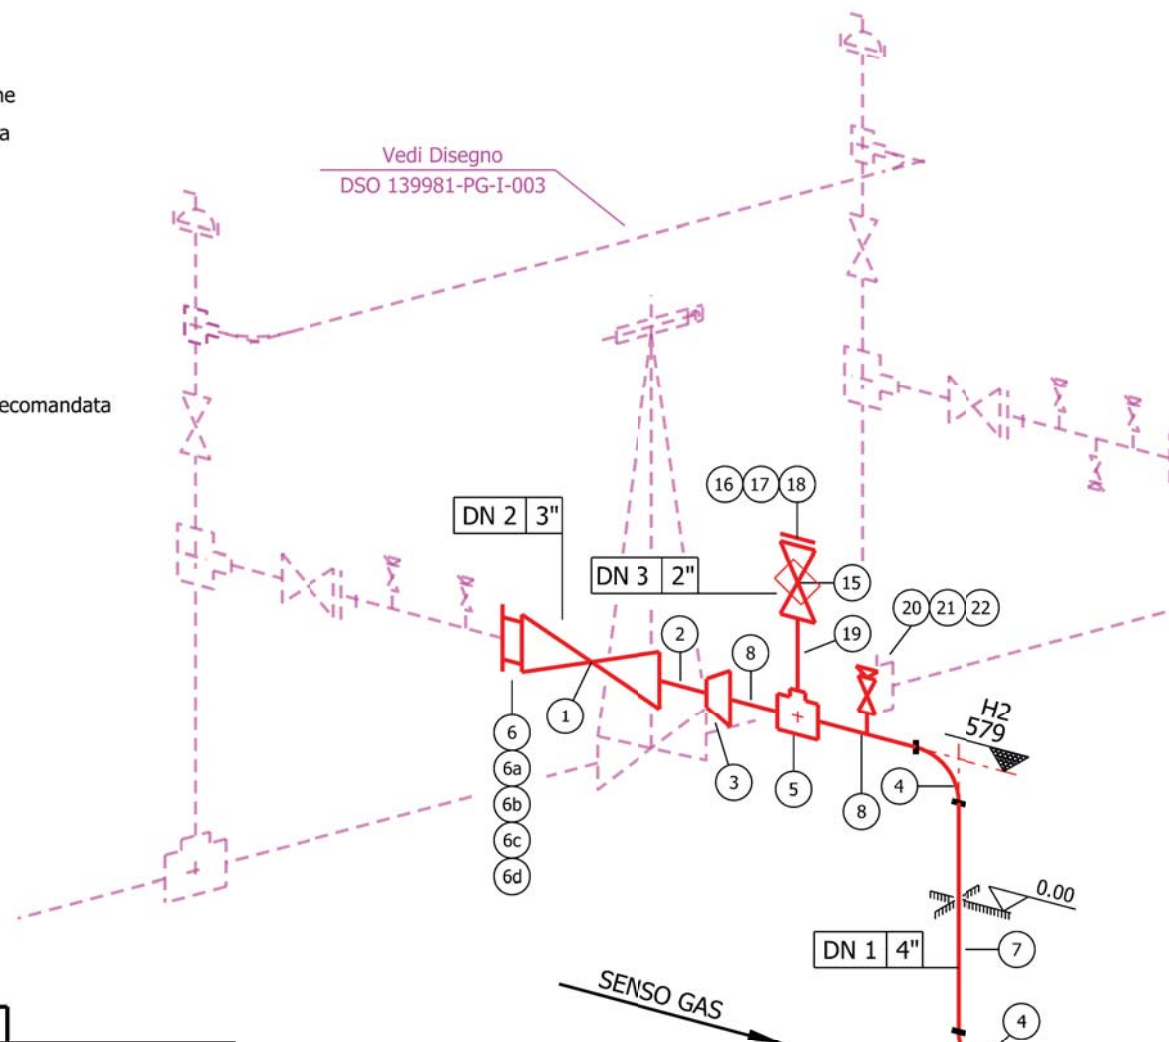 ne
a
Vedi Disegno
DSO 139981-PG-I-003
ecomandata
16 17 18
DN 2 3"
DN 3 2"
15
20 21 22
2
19
8
1
6
6a
6b
6c
6d
3
5
8
4
H2
579
0.00
DN 1 4"
7
SENSO GAS
4